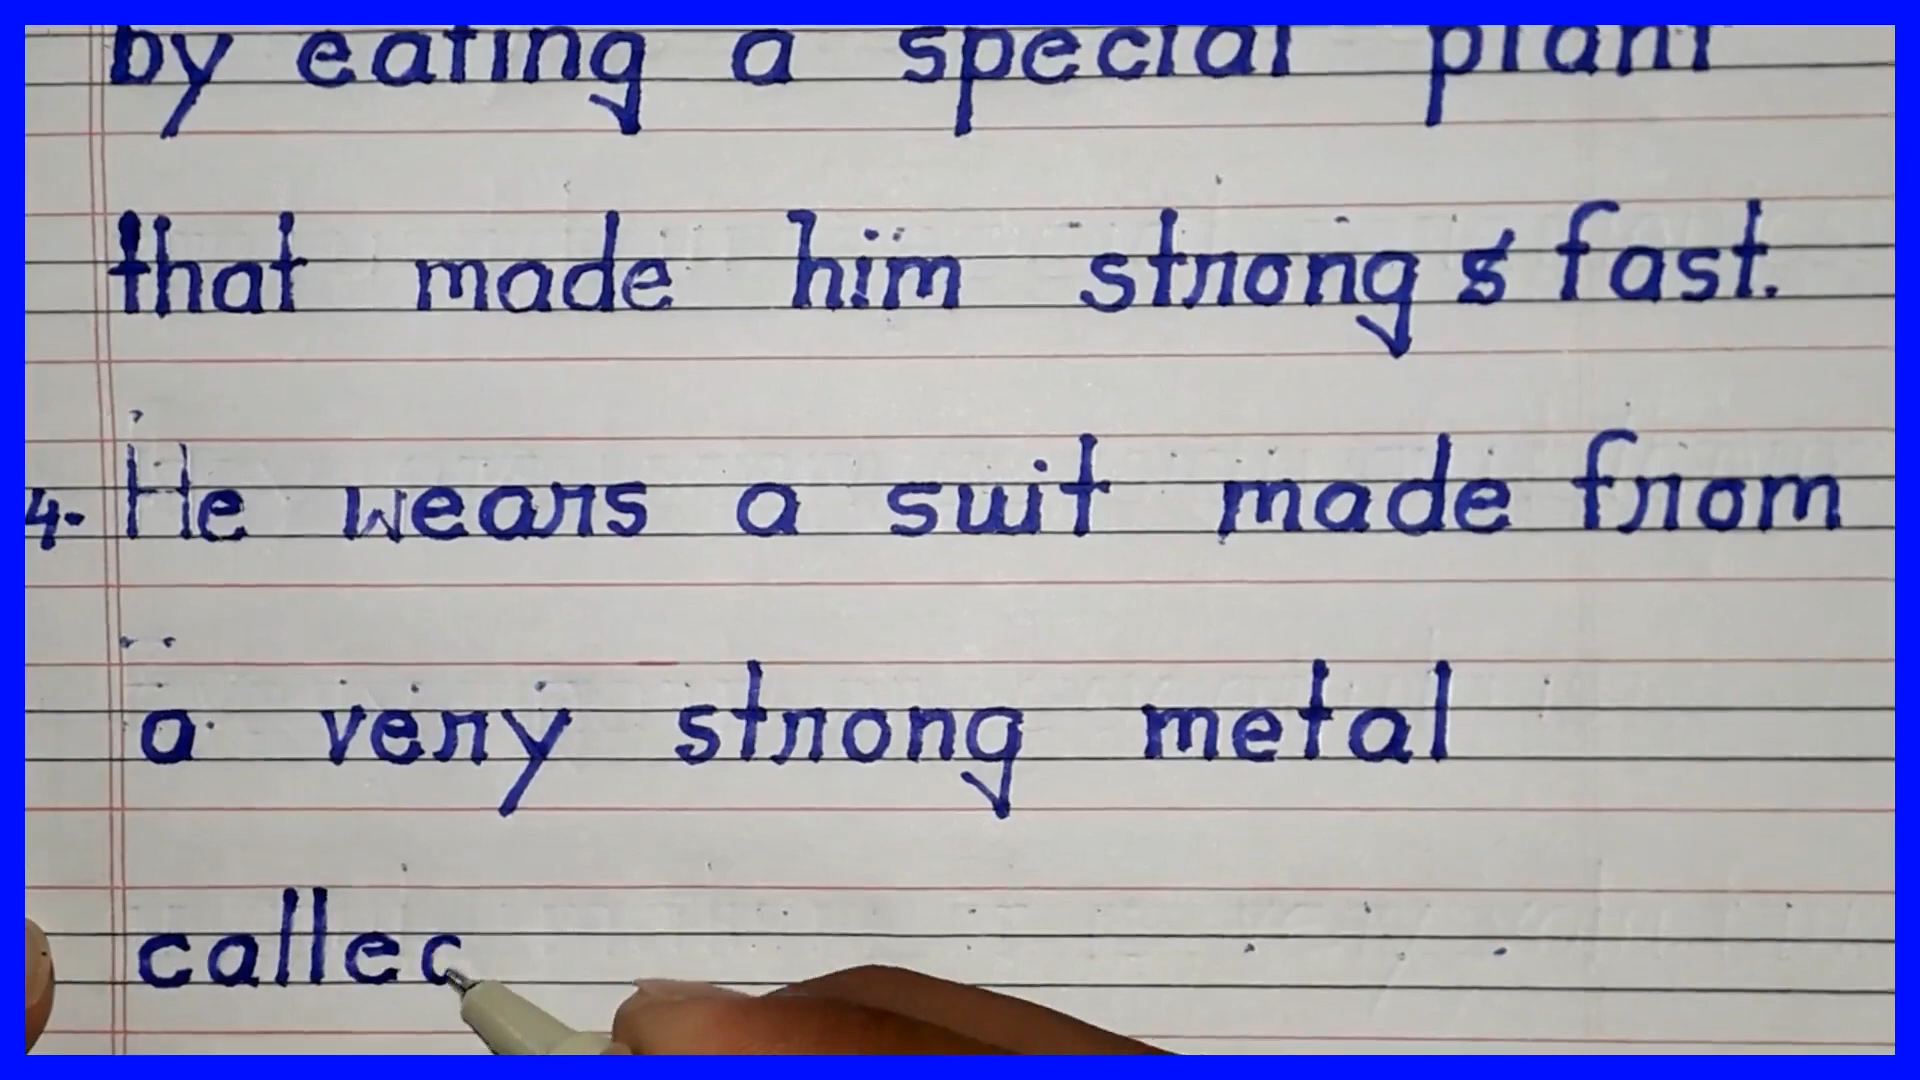 by eating a special plant
that made him strong & fast.
4. He wears a suit made from
a very strong metal
callec